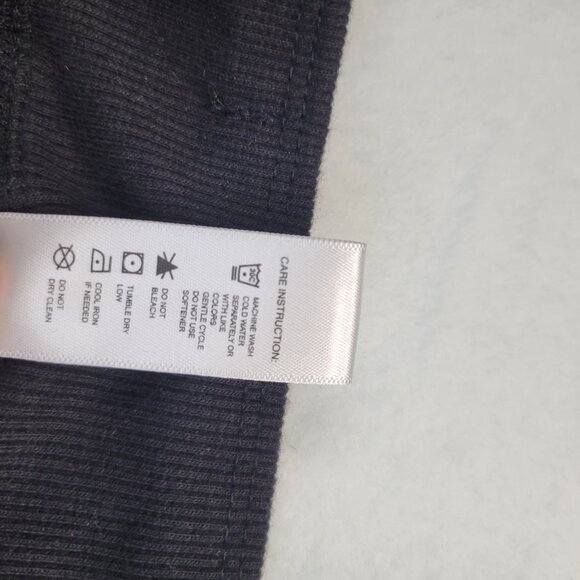 CARE INSTRUCTION:
30C
MACHINE WASH
COLD WATER
SEPARATELY OR
WITH LIKE
COLORS
GENTLE CYCLE
DO NOT USE
SOFTENER
DO NOT
BLEACH
TUMBLE DRY
LOW
COOL IRON
IF NEEDED
DO NOT
DRY CLEAN